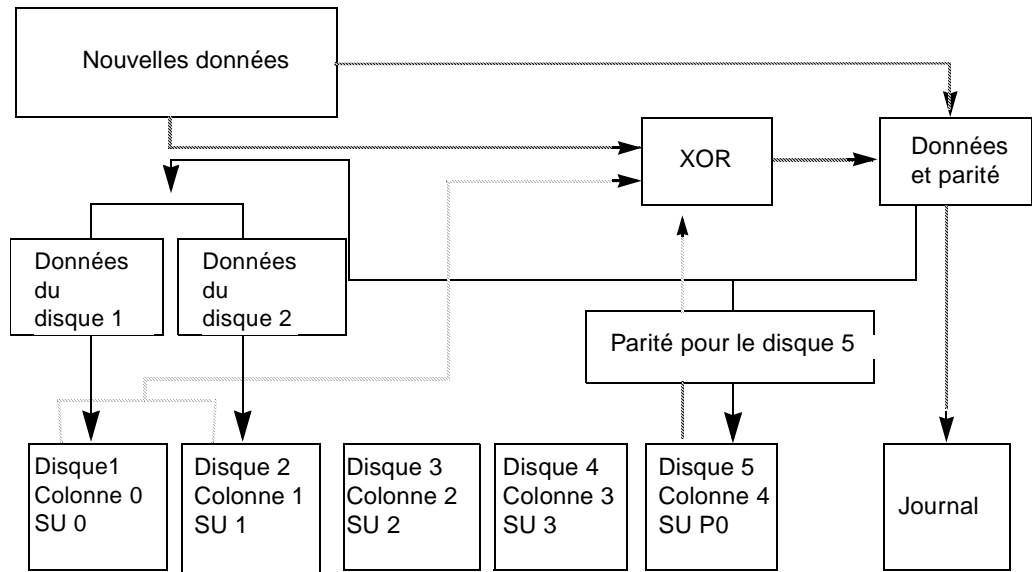 Nouvelles données
XOR
Données
et parité
Données
du
disque 1
Données
du
disque 2
Parité pour le disque 5
Disque1
Colonne 0
SU 0
Disque 2
Colonne 1
SU 1
Disque 3
Colonne 2
SU 2
Disque 4
Colonne 3
SU 3
Disque 5
Colonne 4
SU P0
Journal